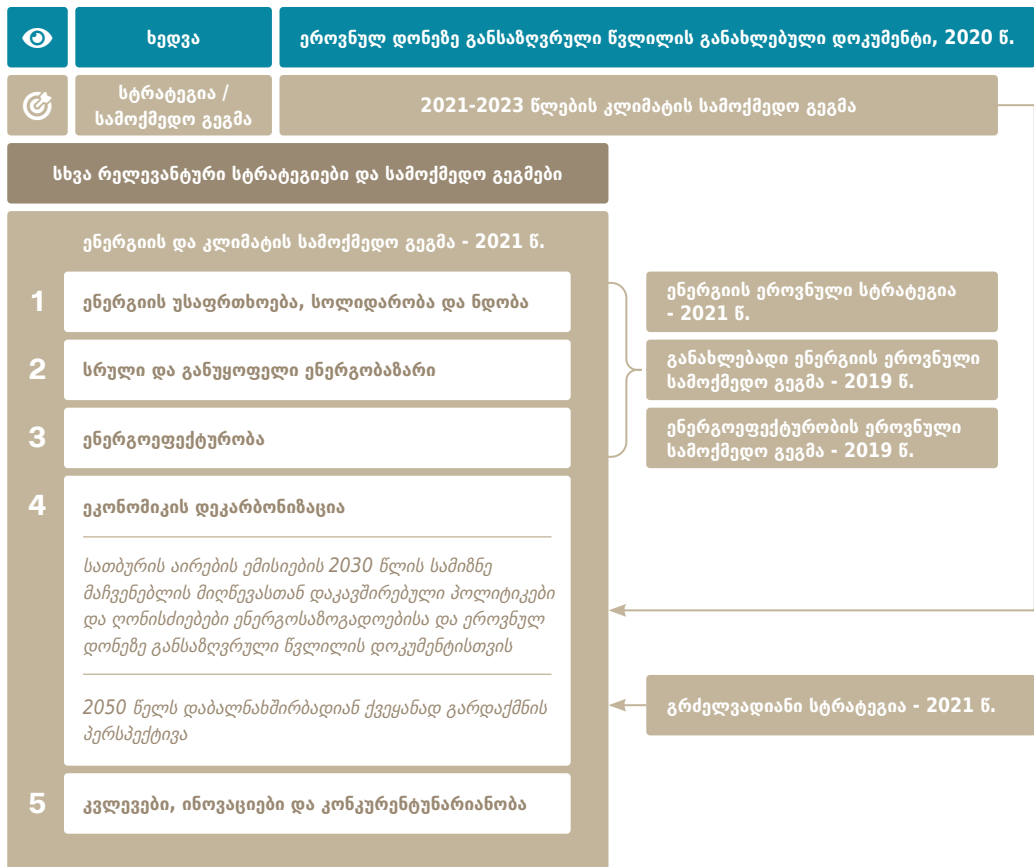 ხედვა
ეროვნულ დონეზე განსაზღვრული წვლილის განახლებული დოკუმენტი, 2020 წ.
სტრატეგია /
სამოქმედო გეგმა
2021-2023 წლების კლიმატის სამოქმედო გეგმა
სხვა რელევანტური სტრატეგიები და სამოქმედო გეგმები
ენერგიის და კლიმატის სამოქმედო გეგმა - 2021 წ.
1 ენერგიის უსაფრთხოება, სოლიდარობა და ნდობა
2 სრული და განუყოფელი ენერგობაზარი
3 ენერგოეფექტურობა
ენერგიის ეროვნული სტრატეგია
- 2021 წ.
განახლებადი ენერგიის ეროვნული
სამოქმედო გეგმა - 2019 წ.
ენერგოეფექტურობის ეროვნული
სამოქმედო გეგმა - 2019 წ.
4 ეკონომიკის დეკარბონიზაცია
სათბურის აირების ემისიების 2030 წლის სამიზნე
მაჩვენებლის მიღწევასთან დაკავშირებული პოლიტიკები
და ღონისძიებები ენერგოსაზოგადოებისა და ეროვნულ
დონეზე განსაზღვრული წვლილის დოკუმენტისთვის
2050 წელს დაბალნახშირბადიან ქვეყანად გარდაქმნის
პერსპექტივა
გრძელვადიანი სტრატეგია - 2021 წ.
5 კვლევები, ინოვაციები და კონკურენტუნარიანობა